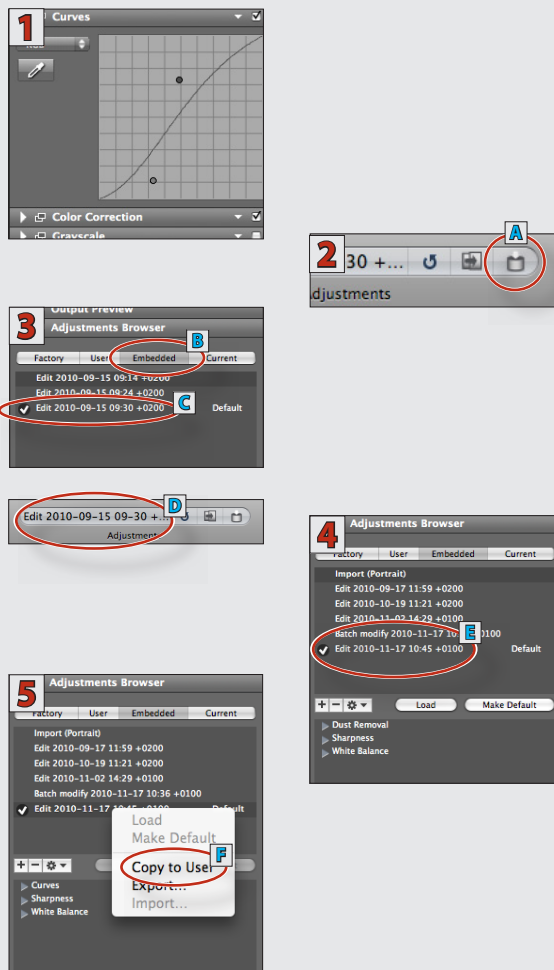 1
Curves
Color Correction
Grayscale
A
2
30 +...
djustments
3
Output Preview
Adjustments Browser
B
Factory User Embedded Current
Edit 2010-09-15 09:14 +0200
Edit 2010-09-15 09:24 +0200
Edit 2010-09-15 09:30 +0200 Default
C
D
Edit 2010-09-15 09-30 +...
Adjustment
4
Adjustments Browser
Factory User Embedded Current
Import (Portrait)
Edit 2010-09-17 11:59 +0200
Edit 2010-10-19 11:21 +0200
Edit 2010-11-02 14:29 +0100
Batch modify 2010-11-17 10: 0100
Edit 2010-11-17 10:45 +0100 Default
E
+ - Load Make Default
Dust Removal
Sharpness
White Balance
5
Adjustments Browser
Factory User Embedded Current
Import (Portrait)
Edit 2010-09-17 11:59 +0200
Edit 2010-10-19 11:21 +0200
Edit 2010-11-02 14:29 +0100
Batch modify 2010-11-17 10:36 +0100
Edit 2010-11-17 10:45 +0100 Default
Load
Make Default
F
Copy to User
Export...
Import...
+ -
Curves
Sharpness
White Balance